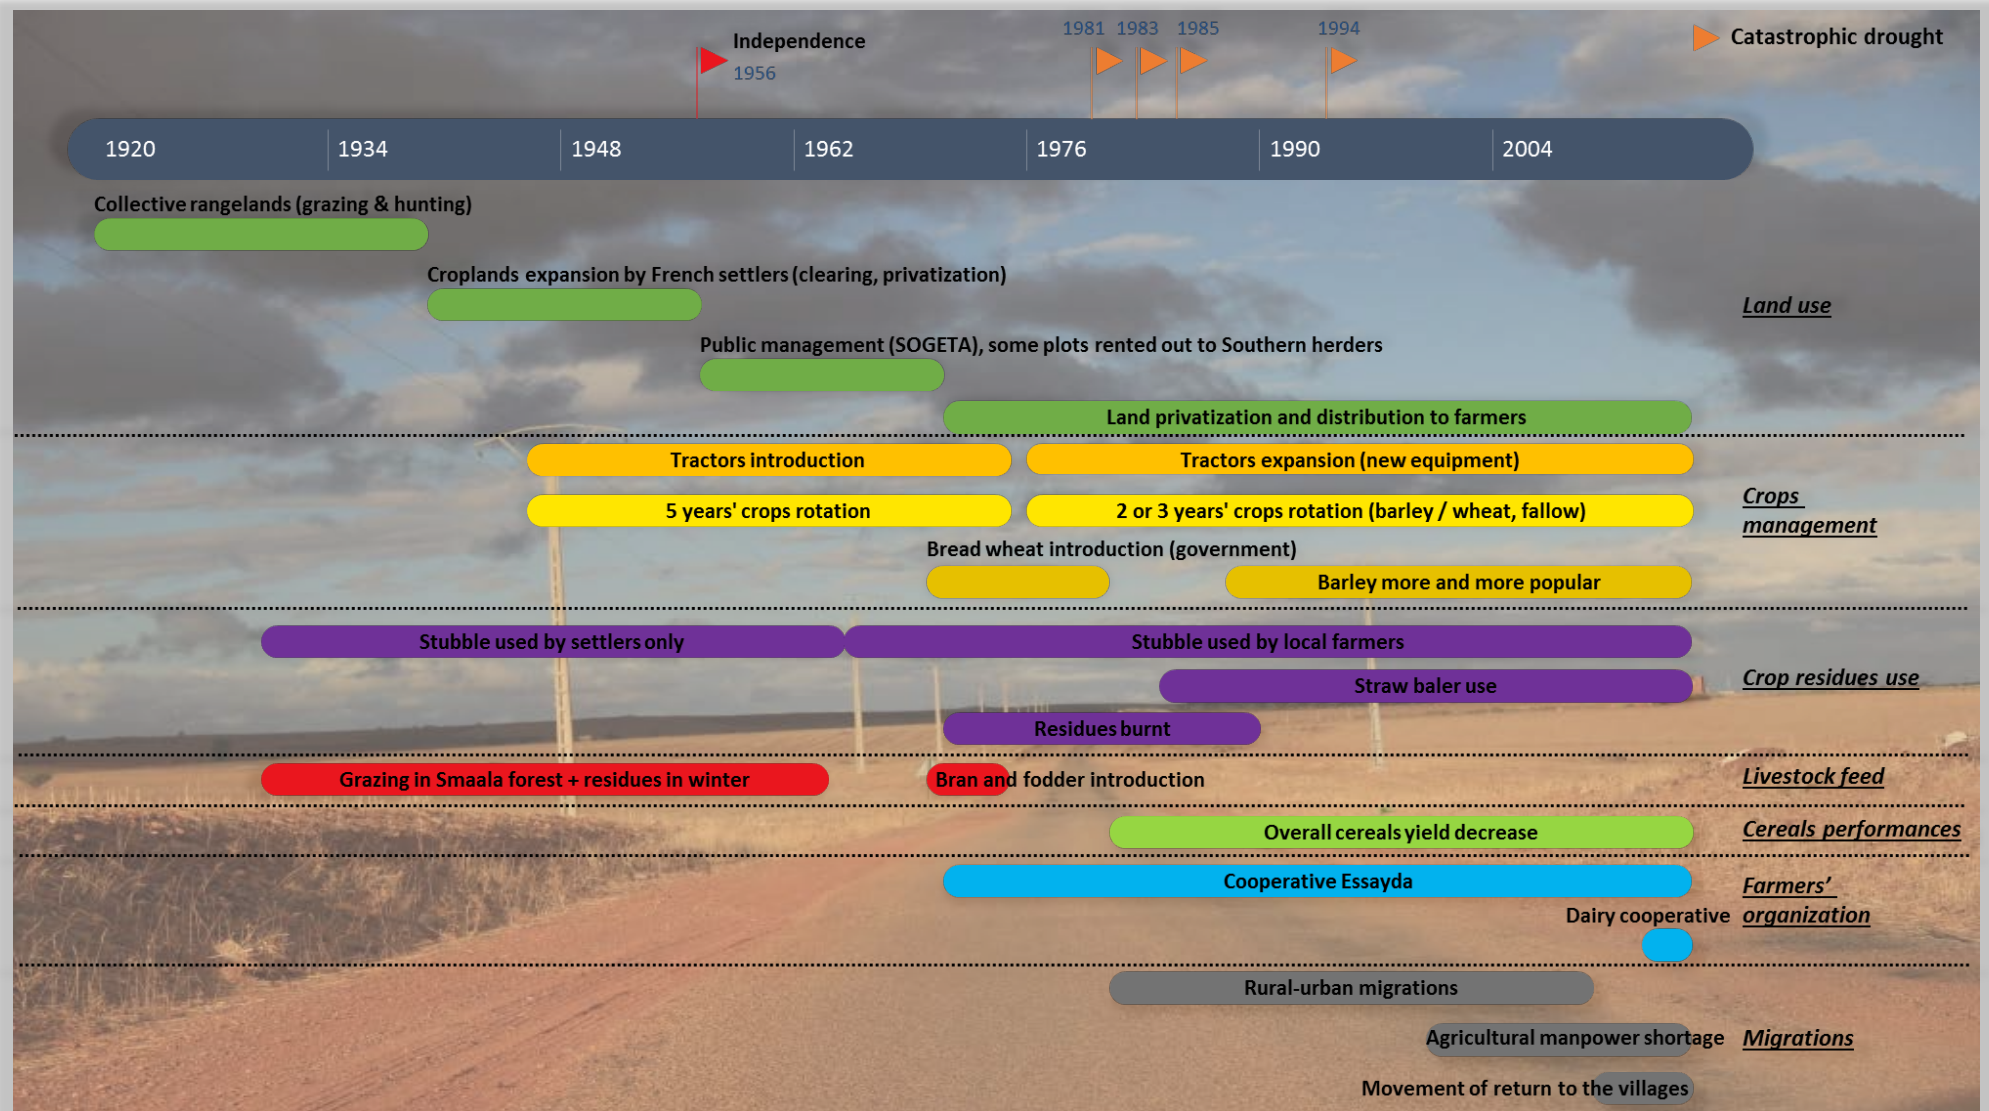 1981 1983 1985 1994
Independence
1956
Catastrophic drought
1920 1934 1948 1962 1976 1990 2004
Collective rangelands (grazing & hunting)
Croplands expansion by French settlers (clearing, privatization)
Land use
Public management (SOGETA), some plots rented out to Southern herders
Land privatization and distribution to farmers
Tractors introduction
Tractors expansion (new equipment)
Crops
management
5 years' crops rotation
2 or 3 years' crops rotation (barley / wheat, fallow)
Bread wheat introduction (government)
Barley more and more popular
Stubble used by settlers only
Stubble used by local farmers
Crop residues use
Straw baler use
Residues burnt
Grazing in Smaala forest + residues in winter
Bran and fodder introduction
Livestock feed
Overall cereals yield decrease
Cereals performances
Cooperative Essayda
Farmers’
organization
Dairy cooperative
Rural-urban migrations
Agricultural manpower shortage
Migrations
Movement of return to the villages